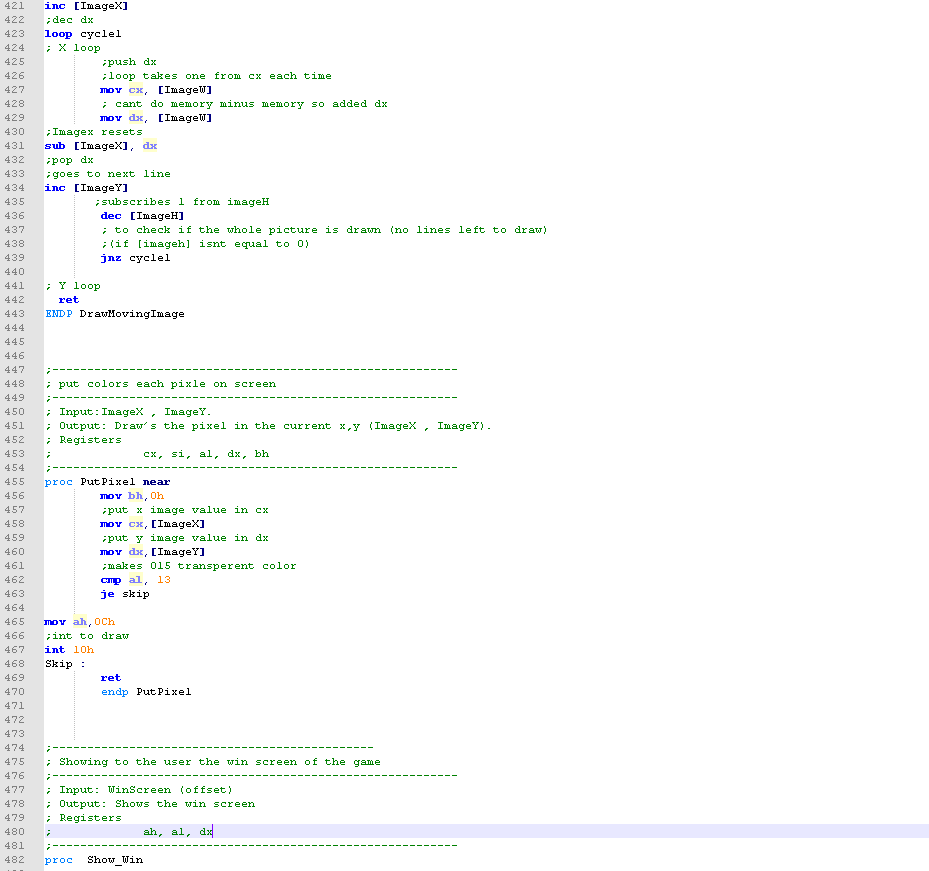 421 inc [ImageX]
422 ;dec dx
423 loop cycle1
424 ; X loop
425 ;push dx
426 ;loop takes one from cx each time
427 mov cx, [ImageW]
428 ; cant do memory minus memory so added dx
429 mov dx, [ImageW]
430 ;Imagex resets
431 sub [ImageX], dx
432 ;pop dx
433 ;goes to next line
434 inc [ImageY]
435 ;subscribes 1 from imageH
436 dec [ImageH]
437 ; to check if the whole picture is drawn (no lines left to draw)
438 ;(if [imageh] isnt equal to 0)
439 jnz cycle1
440
441 ; Y loop
442 ret
443 ENDP DrawMovingImage
444
445
446
447 ;----------------------------------------------------------
448 ; put colors each pixle on screen
449 ;----------------------------------------------------------
450 ; Input:ImageX , ImageY.
451 ; Output: Draw's the pixel in the current x,y (ImageX , ImageY).
452 ; Registers
453 ; cx, si, al, dx, bh
454 ;----------------------------------------------------------
455 proc PutPixel near
456 mov bh,0h
457 ;put x image value in cx
458 mov cx,[ImageX]
459 ;put y image value in dx
460 mov dx,[ImageY]
461 ;makes 015 transperent color
462 cmp al, 13
463 je skip
464
465 mov ah,0Ch
466 ;int to draw
467 int 10h
468 Skip :
469 ret
470 endp PutPixel
471
472
473
474 ;----------------------------------------------
475 ; Showing to the user the win screen of the game
476 ;----------------------------------------------------------
477 ; Input: WinScreen (offset)
478 ; Output: Shows the win screen
479 ; Registers
480 ; ah, al, dx
481 ;----------------------------------------------------------
482 proc Show_Win